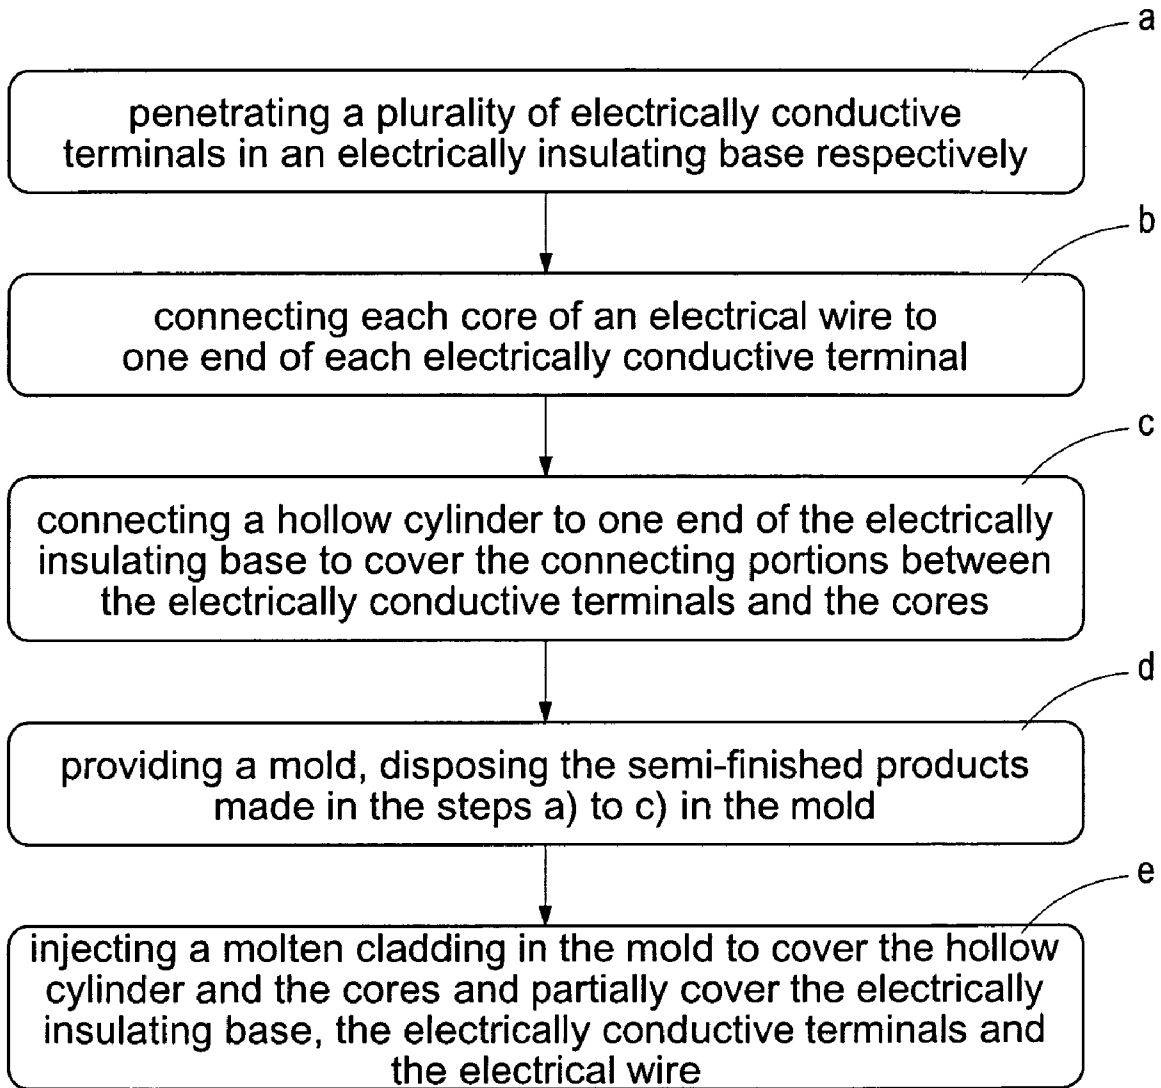 a
penetrating a plurality of electrically conductive
terminals in an electrically insulating base respectively
b
connecting each core of an electrical wire to
one end of each electrically conductive terminal
c
connecting a hollow cylinder to one end of the electrically
insulating base to cover the connecting portions between
the electrically conductive terminals and the cores
d
providing a mold, disposing the semi-finished products
made in the steps a) to c) in the mold
e
injecting a molten cladding in the mold to cover the hollow
cylinder and the cores and partially cover the electrically
insulating base, the electrically conductive terminals and
the electrical wire